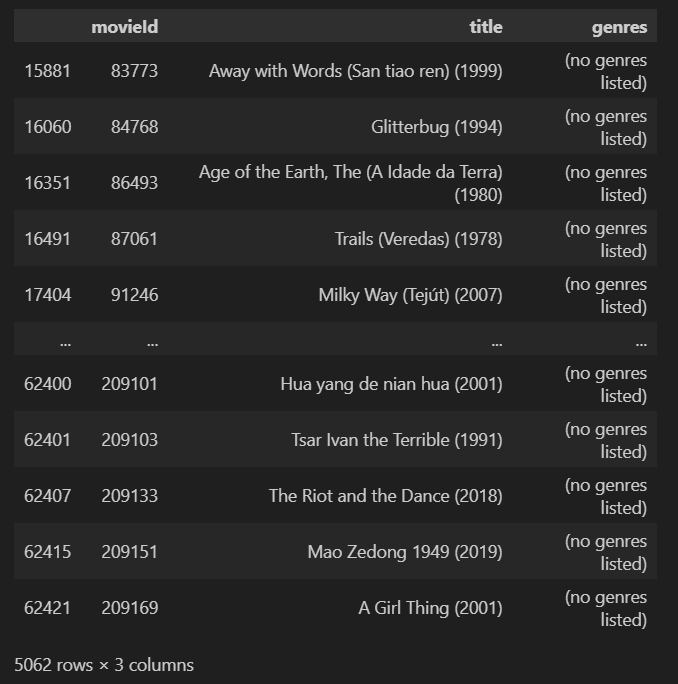 movieId title genres
15881 83773 Away with Words (San tiao ren) (1999) (no genres listed)
16060 84768 Glitterbug (1994) (no genres listed)
16351 86493 Age of the Earth, The (A Idade da Terra) (1980) (no genres listed)
16491 87061 Trails (Veredas) (1978) (no genres listed)
17404 91246 Milky Way (Tejút) (2007) (no genres listed)
... ... ... ...
62400 209101 Hua yang de nian hua (2001) (no genres listed)
62401 209103 Tsar Ivan the Terrible (1991) (no genres listed)
62407 209133 The Riot and the Dance (2018) (no genres listed)
62415 209151 Mao Zedong 1949 (2019) (no genres listed)
62421 209169 A Girl Thing (2001) (no genres listed)
5062 rows × 3 columns